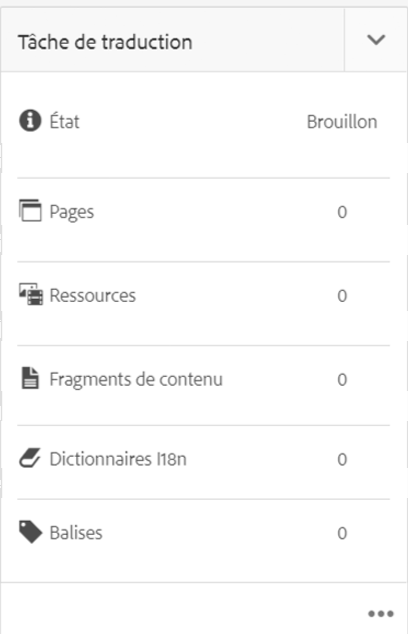 Tâche de traduction
État Brouillon
Pages 0
Ressources 0
Fragments de contenu 0
Dictionnaires I18n 0
Balises 0